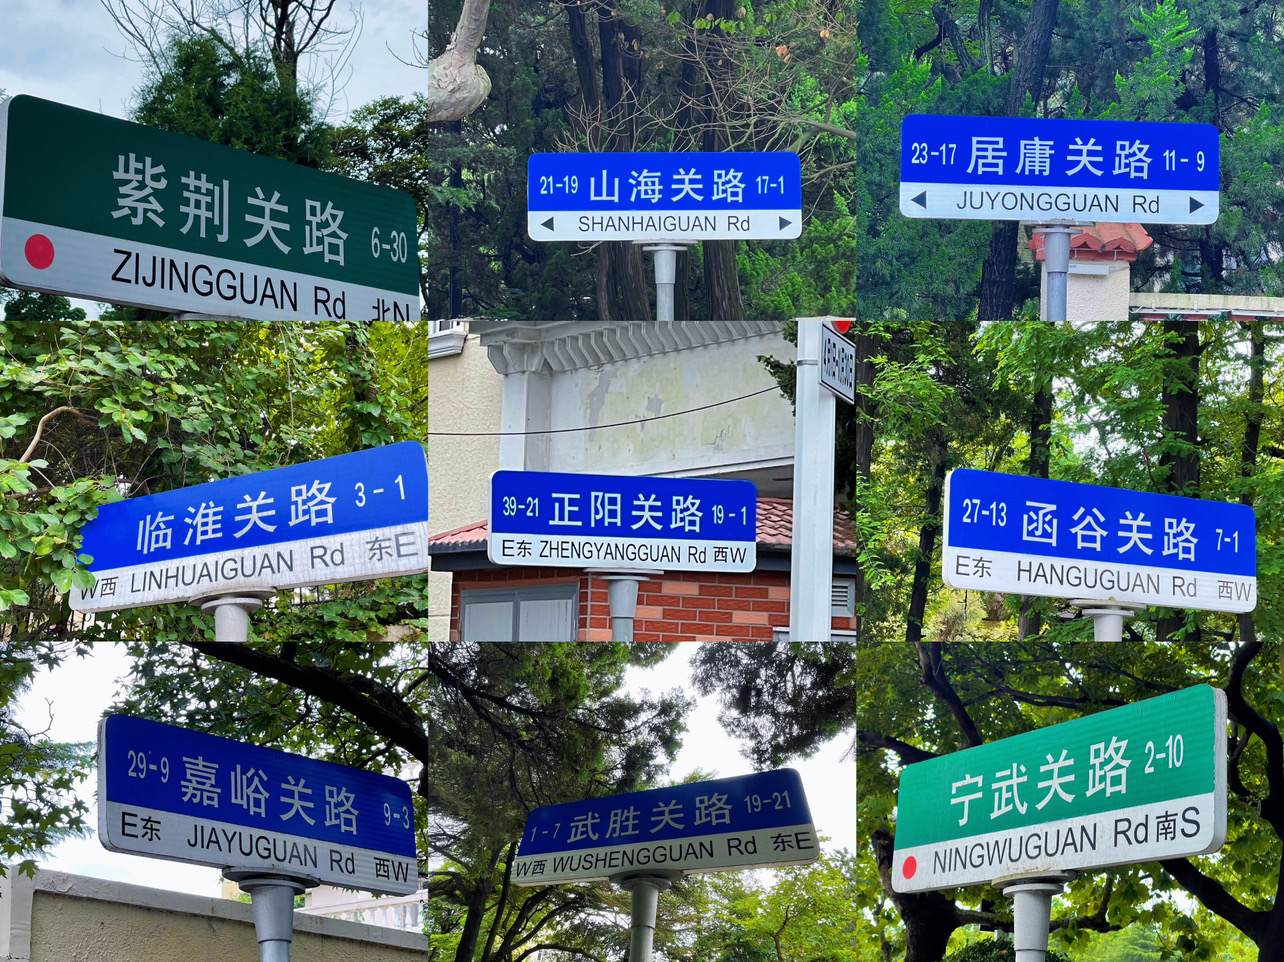 紫荆关路 6-30
ZIJINGGUAN Rd 北N
21-19 山海关路 17-1
SHANHAIGUAN Rd
23-17 居庸关路 11-9
JUYONGGUAN Rd
临淮关路 3-1
W西 LINHUAIGUAN Rd 东E
39-21 正阳关路 19-1
E东 ZHENGYANGGUAN Rd 西W
27-13 函谷关路 7-1
E东 HANGUGUAN Rd 西W
29-9 嘉峪关路 9-3
E东 JIAYUGUAN Rd 西W
1-7 武胜关路 19-21
W西 WUSHENGGUAN Rd 东E
宁武关路 2-10
NINGWUGUAN Rd 南S